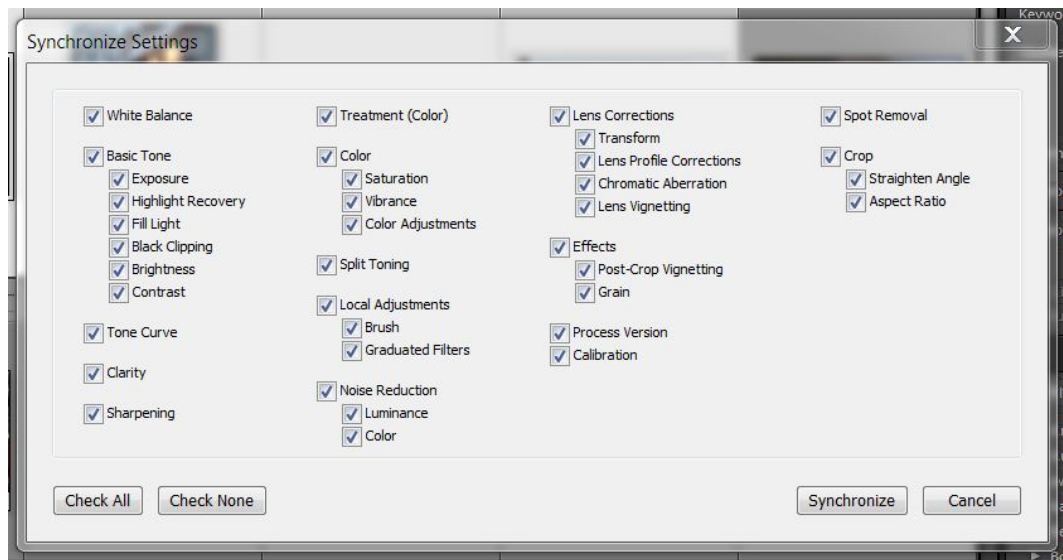 Keywo
Synchronize Settings
X
White Balance
Basic Tone
Exposure
Highlight Recovery
Fill Light
Black Clipping
Brightness
Contrast
Tone Curve
Clarity
Sharpening
Treatment (Color)
Color
Saturation
Vibrance
Color Adjustments
Split Toning
Local Adjustments
Brush
Graduated Filters
Noise Reduction
Luminance
Color
Lens Corrections
Transform
Lens Profile Corrections
Chromatic Aberration
Lens Vignetting
Effects
Post-Crop Vignetting
Grain
Process Version
Calibration
Spot Removal
Crop
Straighten Angle
Aspect Ratio
Check All
Check None
Synchronize
Cancel